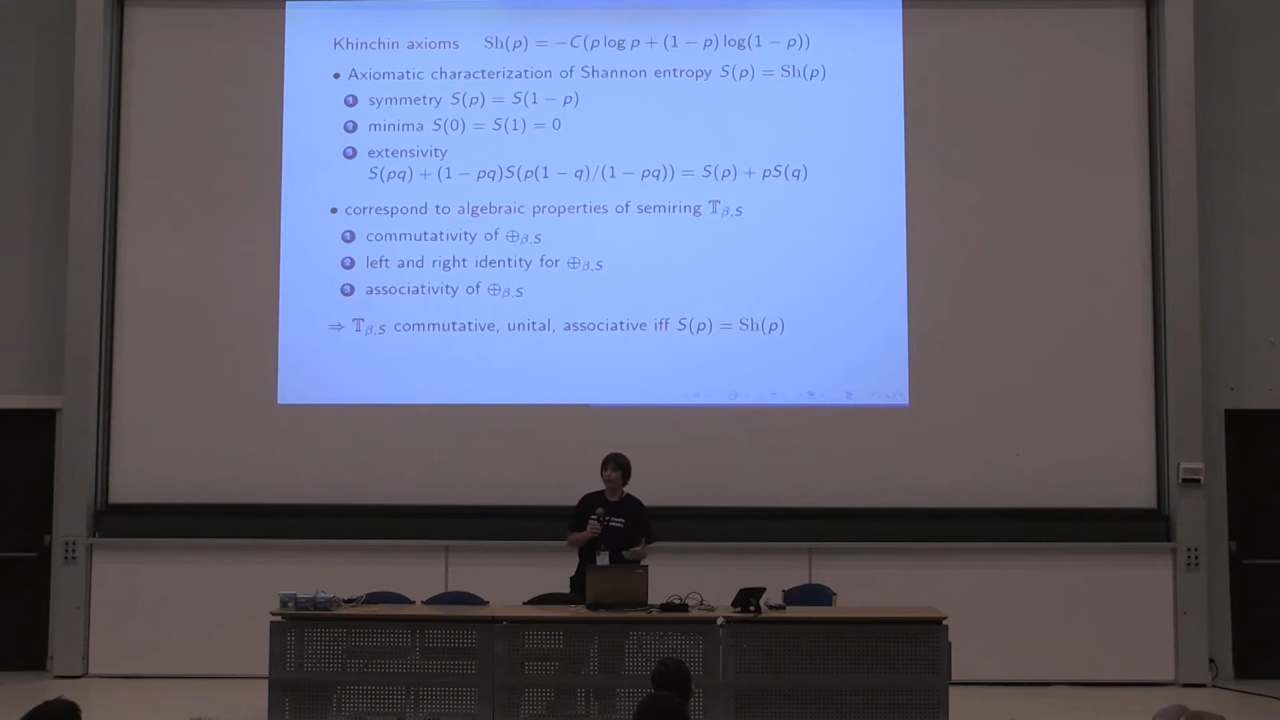 Khinchin axioms Sh(p) = −C(p log p + (1 − p) log(1 − p))
• Axiomatic characterization of Shannon entropy S(p) = Sh(p)
1 symmetry S(p) = S(1 − p)
2 minima S(0) = S(1) = 0
3 extensivity
S(pq) + (1 − pq)S(p(1 − q)/(1 − pq)) = S(p) + pS(q)
• correspond to algebraic properties of semiring 𝕋β,S
1 commutativity of ⊕β,S
2 left and right identity for ⊕β,S
3 associativity of ⊕β,S
⇒ 𝕋β,S commutative, unital, associative iff S(p) = Sh(p)